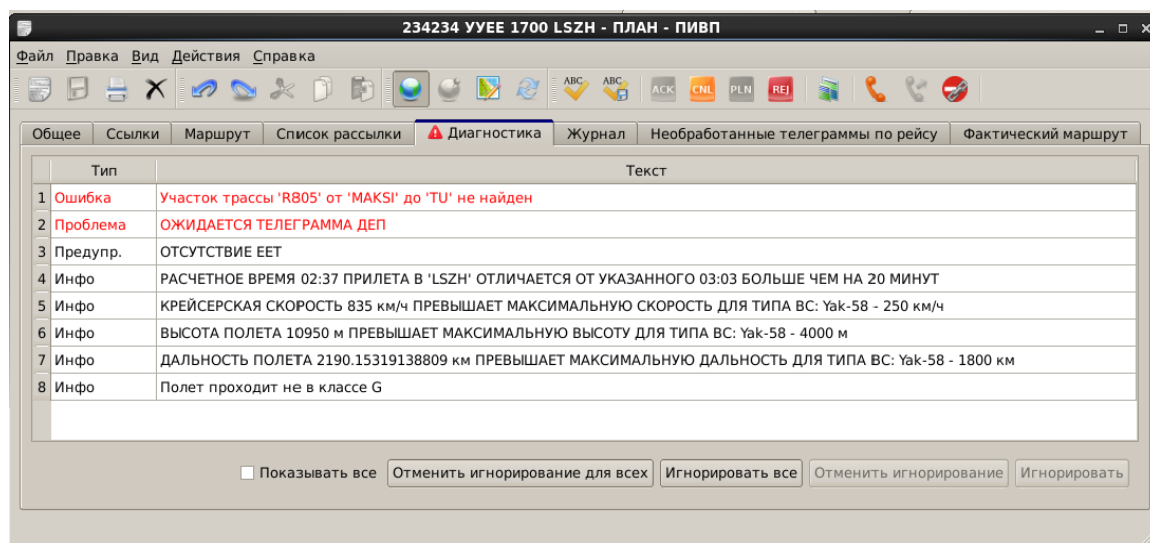 234234 УУЕЕ 1700 LSZH - ПЛАН - ПИВП
Файл Правка Вид Действия Справка
ABC ABC ACK CNL PLN REJ
Общее Ссылки Маршрут Список рассылки Диагностика Журнал Необработанные телеграммы по рейсу Фактический маршрут
Тип Текст
1 Ошибка Участок трассы 'R805' от 'MAKSI' до 'TU' не найден
2 Проблема ОЖИДАЕТСЯ ТЕЛЕГРАММА ДЕП
3 Предупр. ОТСУТСТВИЕ ЕЕТ
4 Инфо РАСЧЕТНОЕ ВРЕМЯ 02:37 ПРИЛЕТА В 'LSZH' ОТЛИЧАЕТСЯ ОТ УКАЗАННОГО 03:03 БОЛЬШЕ ЧЕМ НА 20 МИНУТ
5 Инфо КРЕЙСЕРСКАЯ СКОРОСТЬ 835 км/ч ПРЕВЫШАЕТ МАКСИМАЛЬНУЮ СКОРОСТЬ ДЛЯ ТИПА ВС: Yak-58 - 250 км/ч
6 Инфо ВЫСОТА ПОЛЕТА 10950 м ПРЕВЫШАЕТ МАКСИМАЛЬНУЮ ВЫСОТУ ДЛЯ ТИПА ВС: Yak-58 - 4000 м
7 Инфо ДАЛЬНОСТЬ ПОЛЕТА 2190.15319138809 км ПРЕВЫШАЕТ МАКСИМАЛЬНУЮ ДАЛЬНОСТЬ ДЛЯ ТИПА ВС: Yak-58 - 1800 км
8 Инфо Полет проходит не в классе G
Показывать все Отменить игнорирование для всех Игнорировать все Отменить игнорирование Игнорировать